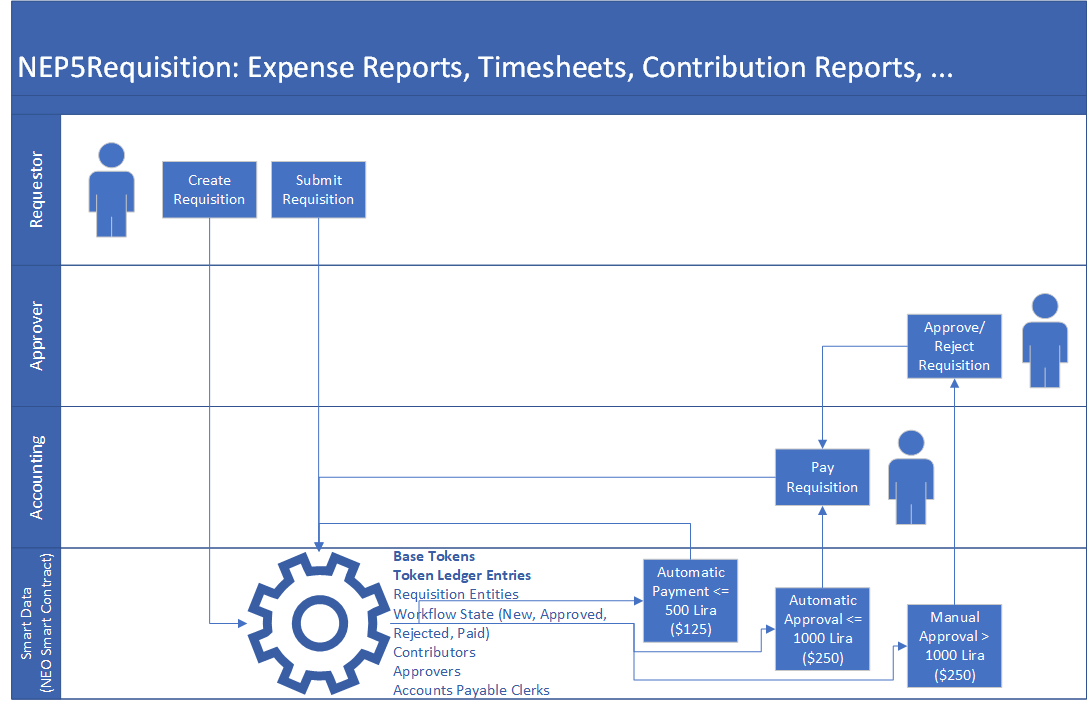 NEP5Requisition: Expense Reports, Timesheets, Contribution Reports, ...
Requestor
Create
Requisition
Submit
Requisition
Approver
Approve/
Reject
Requisition
Accounting
Pay
Requisition
Smart Data
(NEO Smart Contract)
Base Tokens
Token Ledger Entries
Requisition Entities
Workflow State (New, Approved,
Rejected, Paid)
Contributors
Approvers
Accounts Payable Clerks
Automatic
Payment <=
500 Lira
($125)
Automatic
Approval <=
1000 Lira
($250)
Manual
Approval >
1000 Lira
($250)